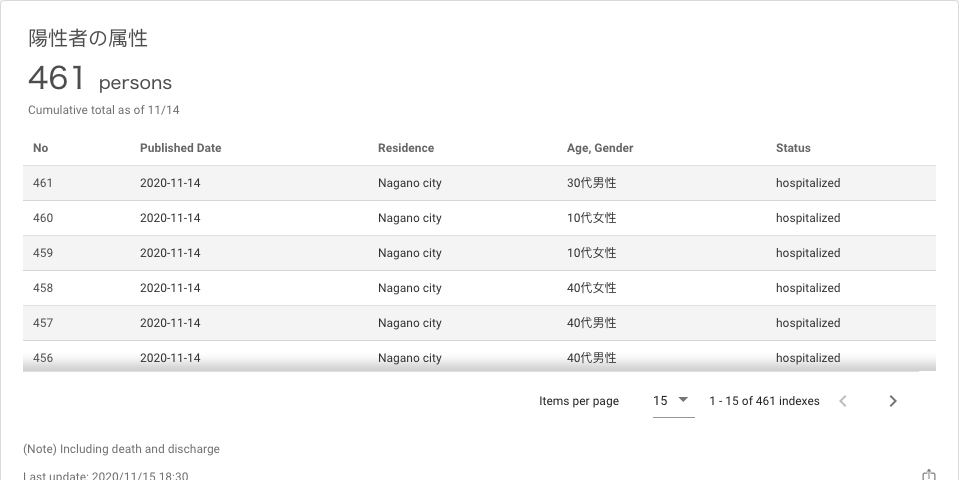 陽性者の属性
461 persons
Cumulative total as of 11/14
No Published Date Residence Age, Gender Status
461 2020-11-14 Nagano city 30代男性 hospitalized
460 2020-11-14 Nagano city 10代女性 hospitalized
459 2020-11-14 Nagano city 10代女性 hospitalized
458 2020-11-14 Nagano city 40代女性 hospitalized
457 2020-11-14 Nagano city 40代男性 hospitalized
456 2020-11-14 Nagano city 40代男性 hospitalized
Items per page 15 1 - 15 of 461 indexes
(Note) Including death and discharge
Last update: 2020/11/15 18:30